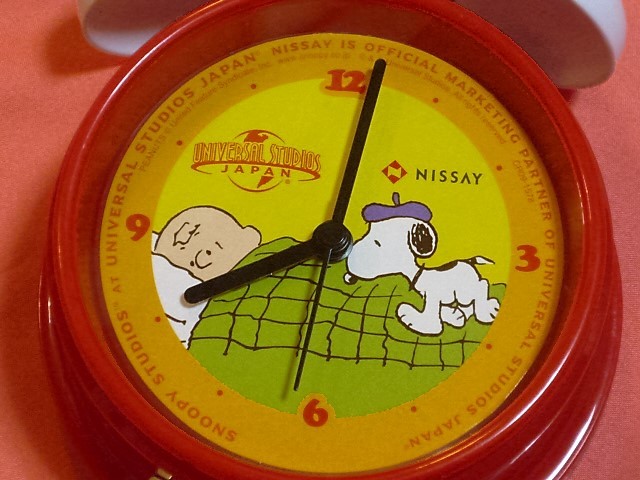 SNOOPY STUDIOS™ AT UNIVERSAL STUDIOS JAPAN® NISSAY IS OFFICIAL MARKETING PARTNER OF UNIVERSAL STUDIOS JAPAN®
12
UNIVERSAL STUDIOS
JAPAN®
NISSAY
9
3
6